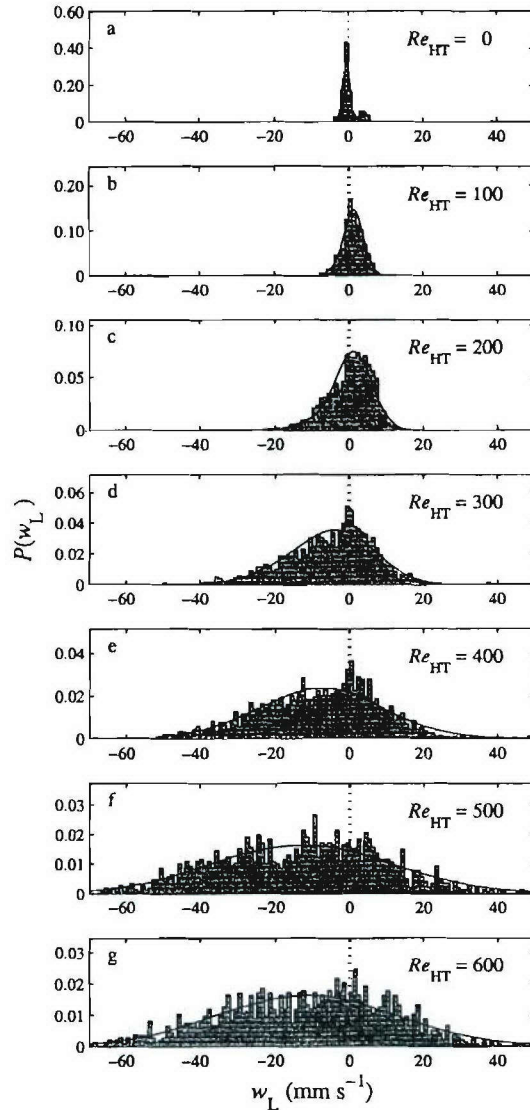 a
Re_HT = 0
0.60
0.40
0.20
0
−60 −40 −20 0 20 40
b
Re_HT = 100
0.20
0.10
0
−60 −40 −20 0 20 40
c
Re_HT = 200
0.10
0.05
0
−60 −40 −20 0 20 40
d
Re_HT = 300
0.06
0.04
0.02
0
−60 −40 −20 0 20 40
P(w_L)
e
Re_HT = 400
0.04
0.02
0
−60 −40 −20 0 20 40
f
Re_HT = 500
0.03
0.02
0.01
0
−60 −40 −20 0 20 40
g
Re_HT = 600
0.03
0.02
0.01
0
−60 −40 −20 0 20 40
w_L (mm s⁻¹)